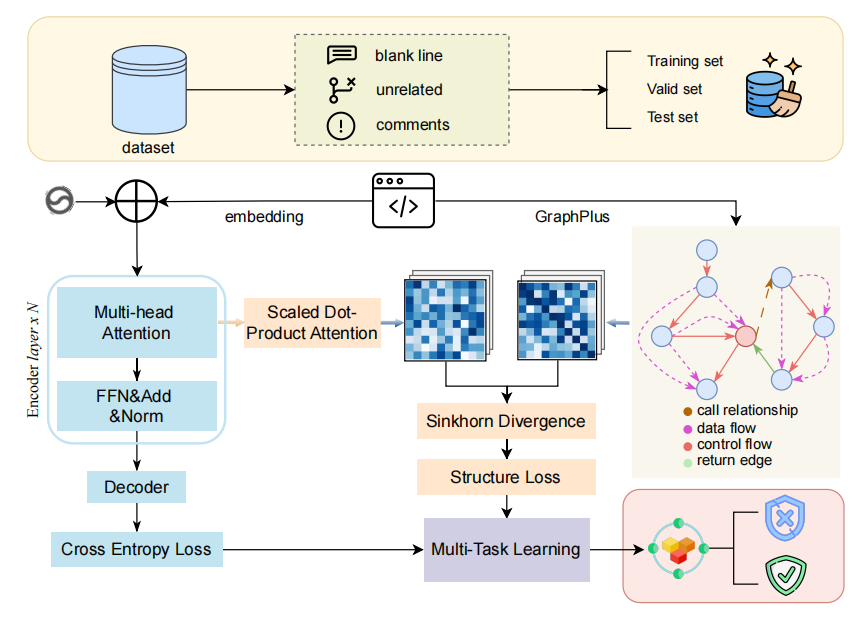 blank line
unrelated
comments
Training set
Valid set
Test set
dataset
</>
embedding
GraphPlus
Encoder layer x N
Multi-head
Attention
Scaled Dot-
Product Attention
FFN&Add
&Norm
call relationship
data flow
control flow
return edge
Sinkhorn Divergence
Structure Loss
Decoder
Cross Entropy Loss
Multi-Task Learning